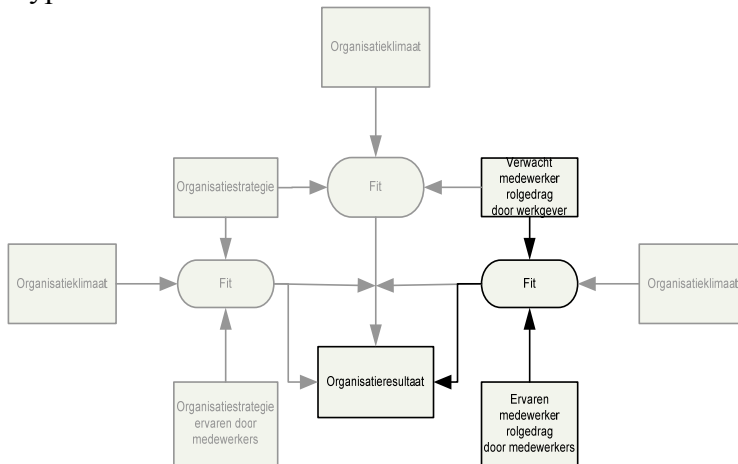 Organisatieklimaat
Organisatiestrategie
Fit
Verwacht
medewerker
rolgedrag
door werkgever
Organisatieklimaat
Fit
Fit
Organisatieklimaat
Organisatieresultaat
Organisatiestrategie
ervaren door
medewerkers
Ervaren
medewerker
rolgedrag
door medewerkers